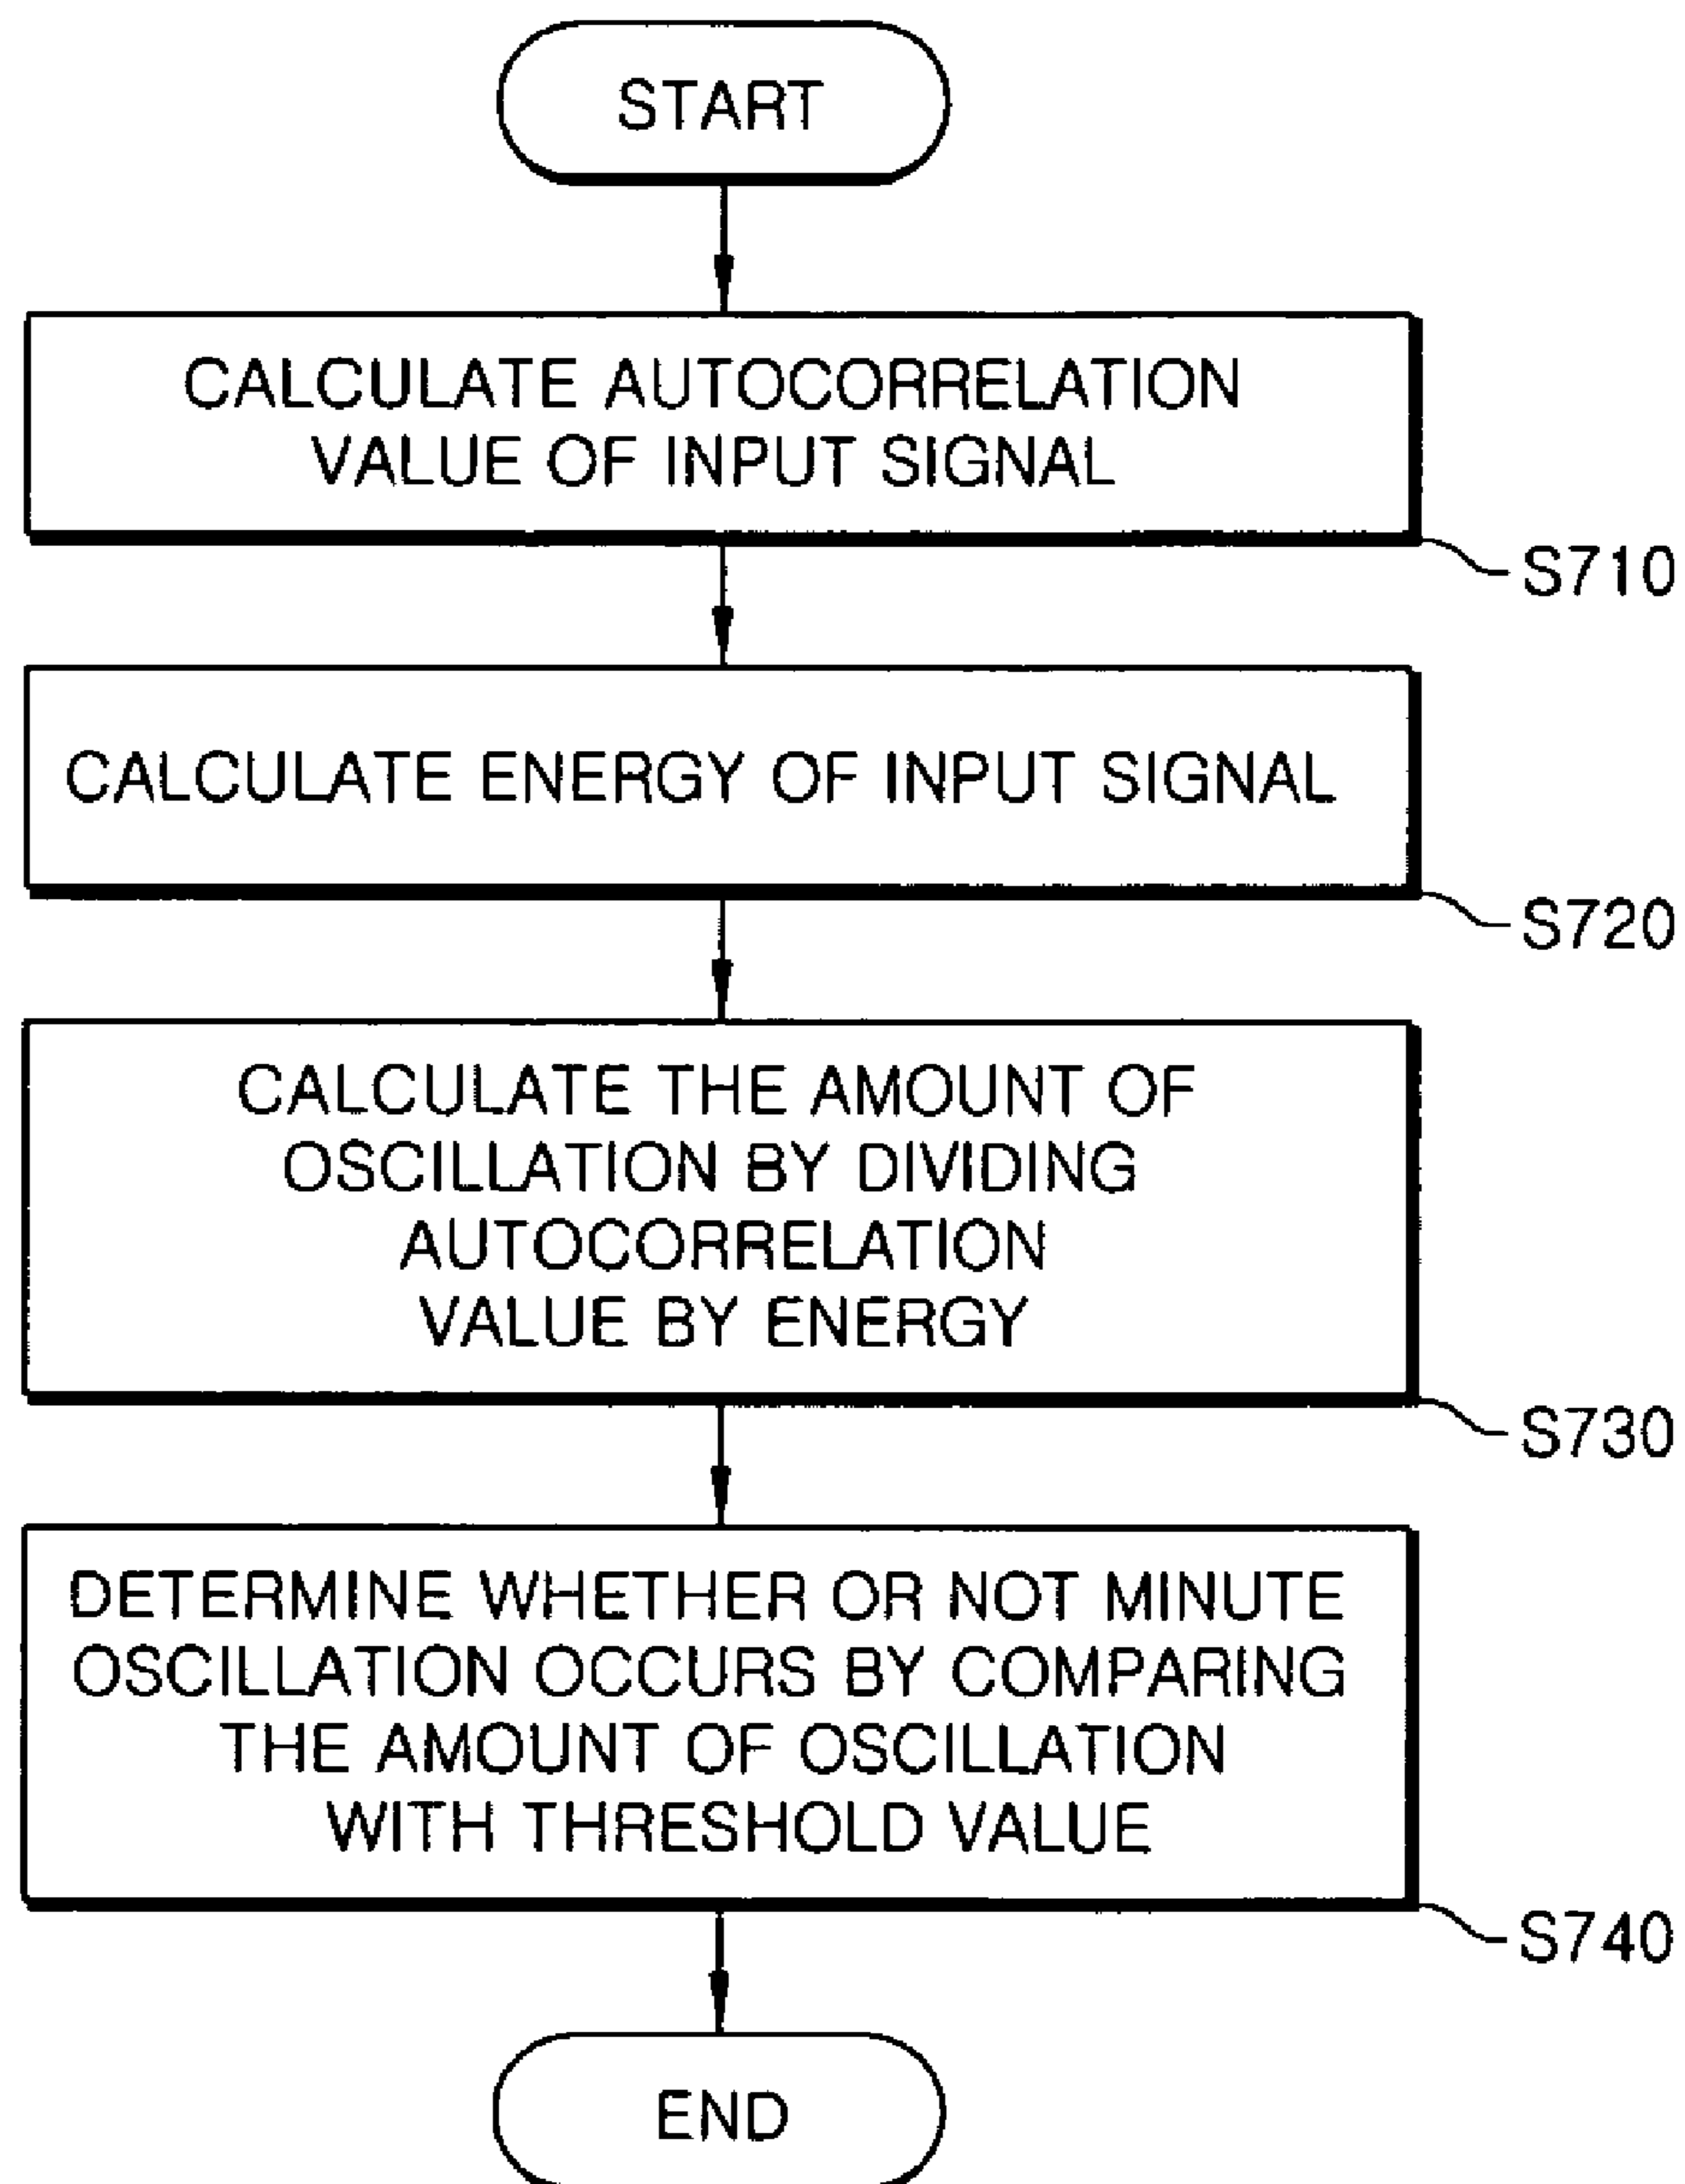 START
CALCULATE AUTOCORRELATION
VALUE OF INPUT SIGNAL
S710
CALCULATE ENERGY OF INPUT SIGNAL
S720
CALCULATE THE AMOUNT OF
OSCILLATION BY DIVIDING
AUTOCORRELATION
VALUE BY ENERGY
S730
DETERMINE WHETHER OR NOT MINUTE
OSCILLATION OCCURS BY COMPARING
THE AMOUNT OF OSCILLATION
WITH THRESHOLD VALUE
S740
END